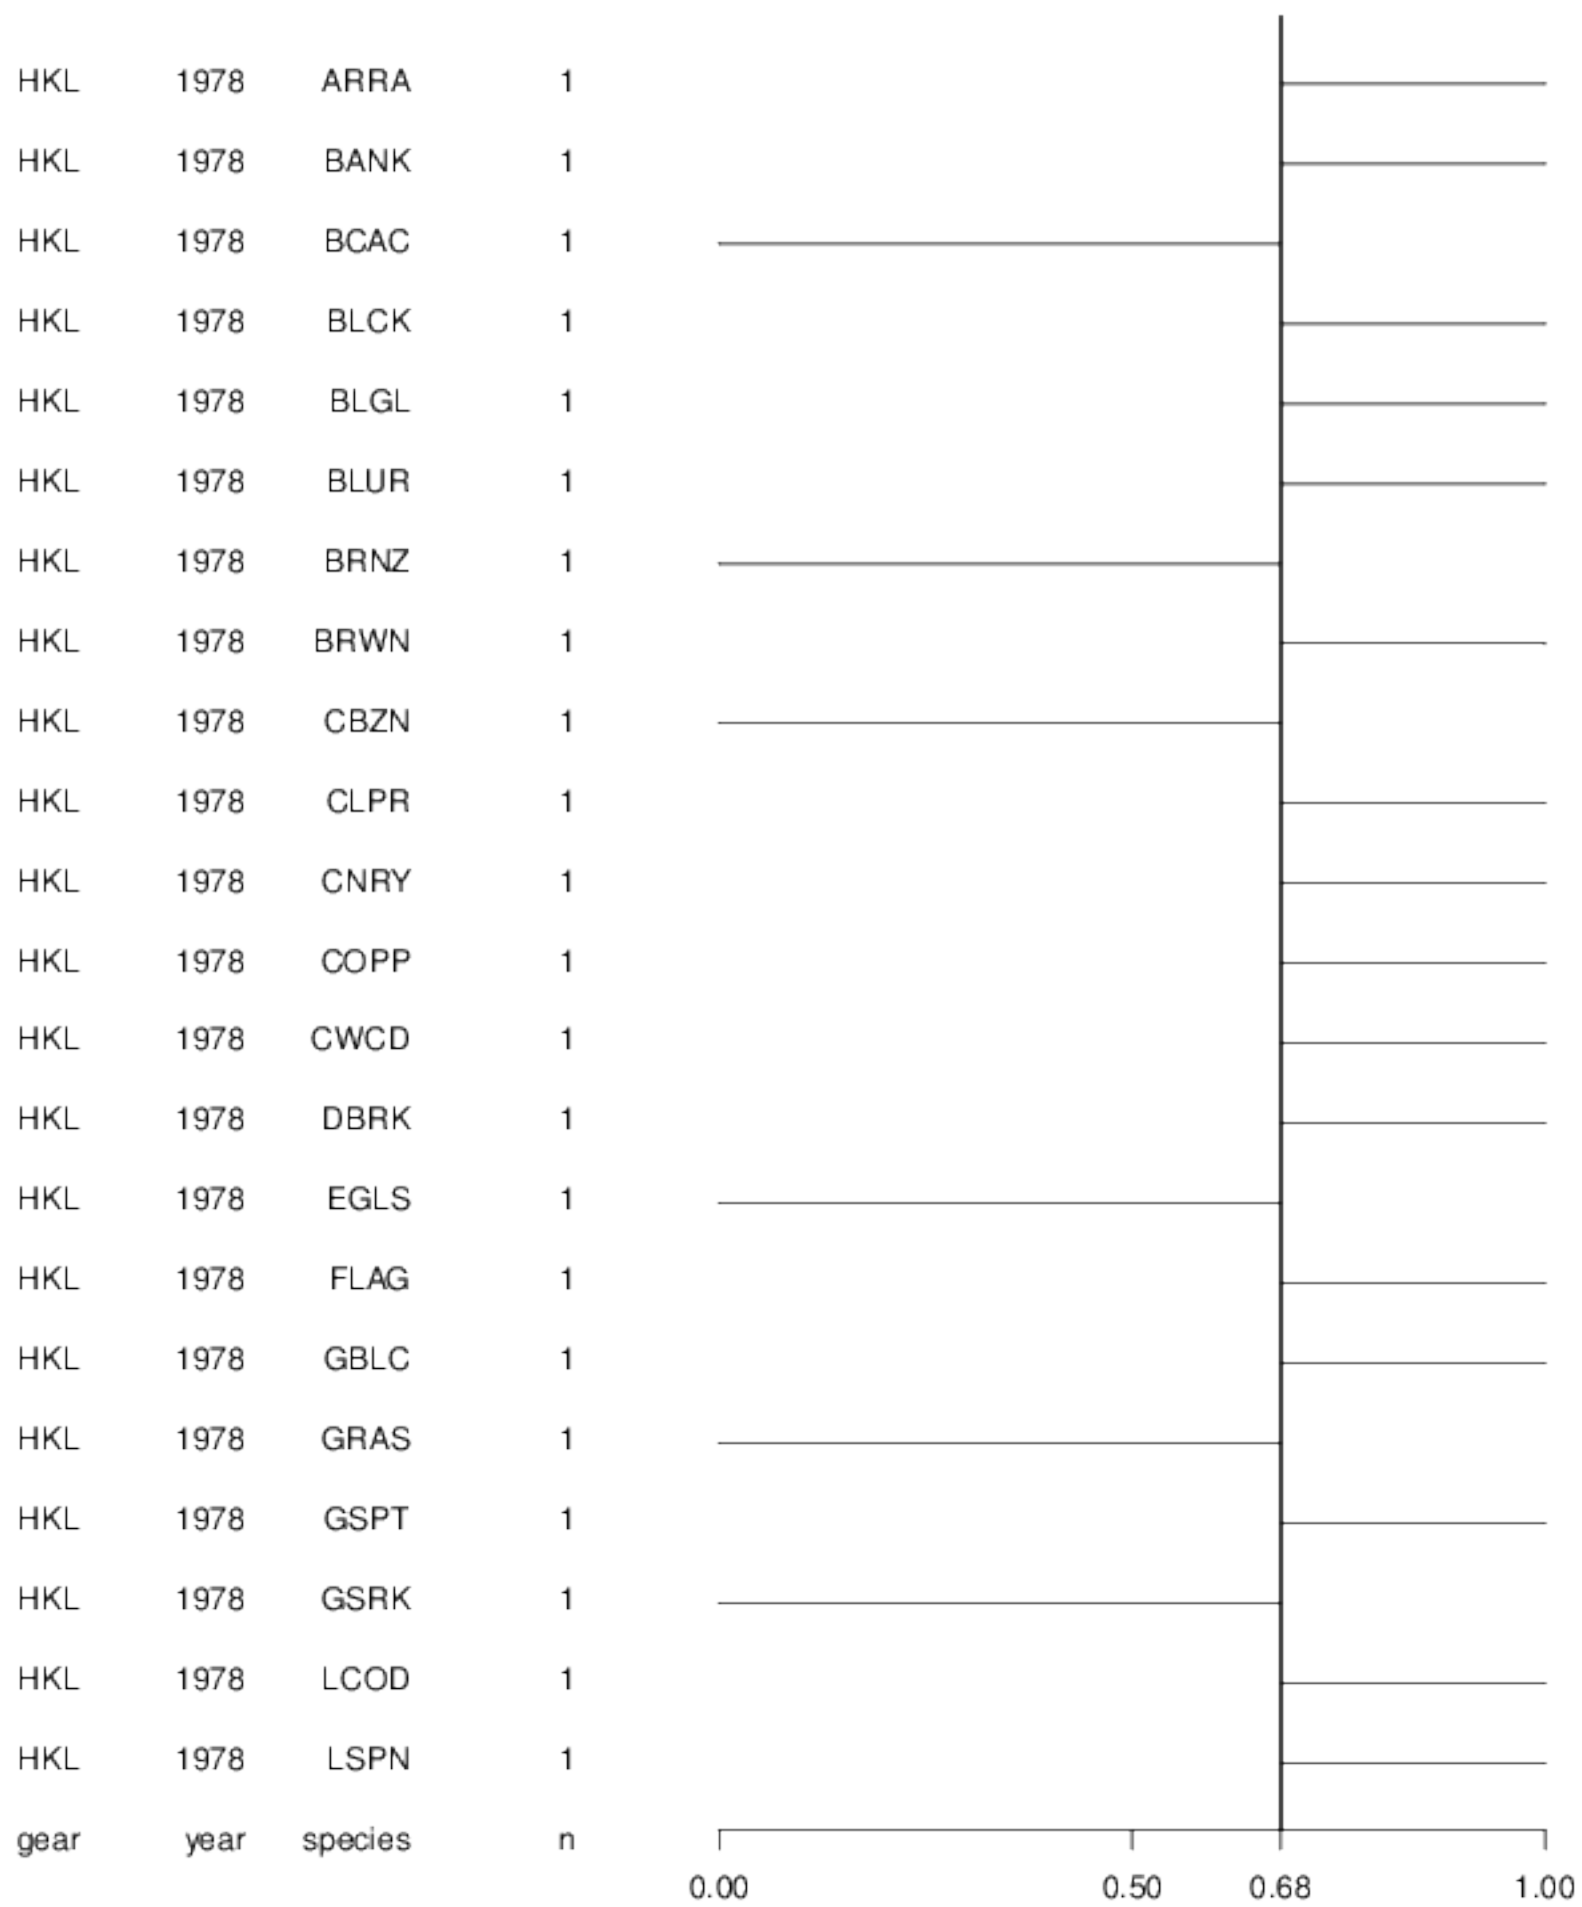 HKL 1978 ARRA 1
HKL 1978 BANK 1
HKL 1978 BCAC 1
HKL 1978 BLCK 1
HKL 1978 BLGL 1
HKL 1978 BLUR 1
HKL 1978 BRNZ 1
HKL 1978 BRWN 1
HKL 1978 CBZN 1
HKL 1978 CLPR 1
HKL 1978 CNRY 1
HKL 1978 COPP 1
HKL 1978 CWCD 1
HKL 1978 DBRK 1
HKL 1978 EGLS 1
HKL 1978 FLAG 1
HKL 1978 GBLC 1
HKL 1978 GRAS 1
HKL 1978 GSPT 1
HKL 1978 GSRK 1
HKL 1978 LCOD 1
HKL 1978 LSPN 1
gear year species n
0.00 0.50 0.68 1.00